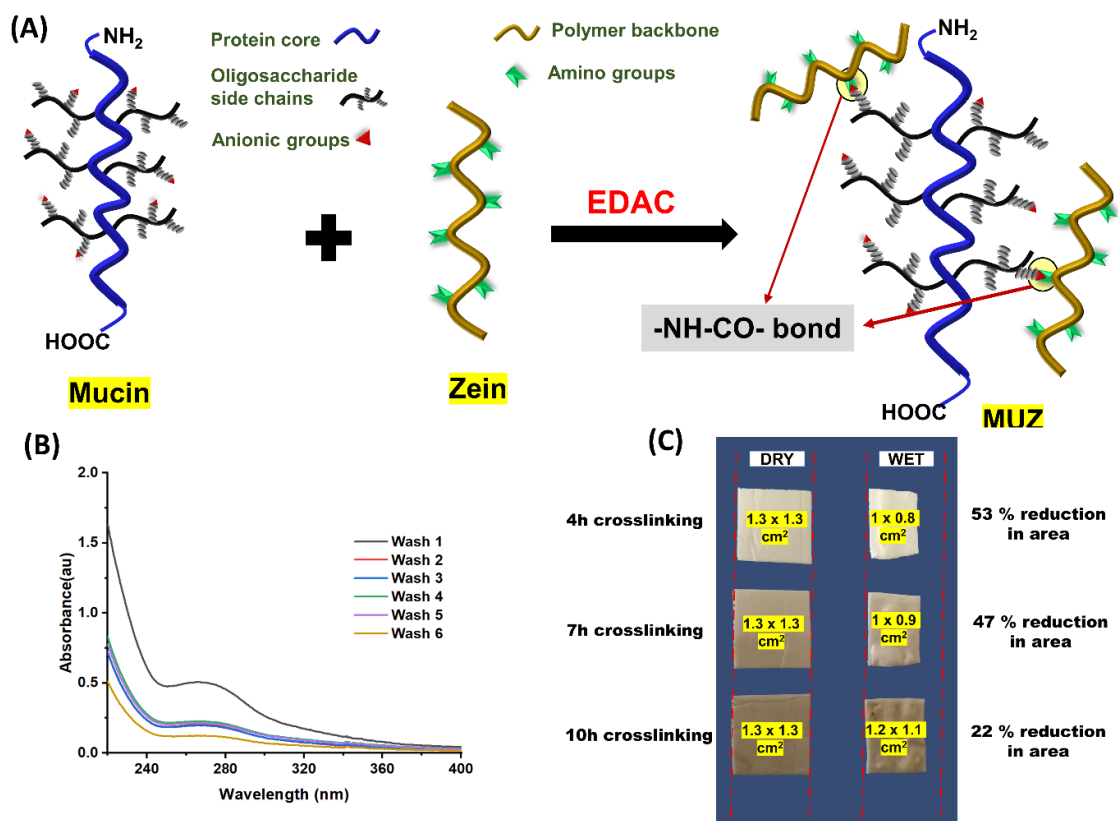 (A)
NH2
Protein core
Oligosaccharide
side chains
Anionic groups
HOOC
Mucin
Polymer backbone
Amino groups
Zein
EDAC
NH2
-NH-CO- bond
HOOC
MUZ
(B)
Absorbance(au)
2.0
1.5
1.0
0.5
0.0
Wash 1
Wash 2
Wash 3
Wash 4
Wash 5
Wash 6
240
280
320
360
400
Wavelength (nm)
(C)
DRY
WET
4h crosslinking
1.3 x 1.3
cm2
1 x 0.8
cm2
53 % reduction
in area
7h crosslinking
1.3 x 1.3
cm2
1 x 0.9
cm2
47 % reduction
in area
10h crosslinking
1.3 x 1.3
cm2
1.2 x 1.1
cm2
22 % reduction
in area